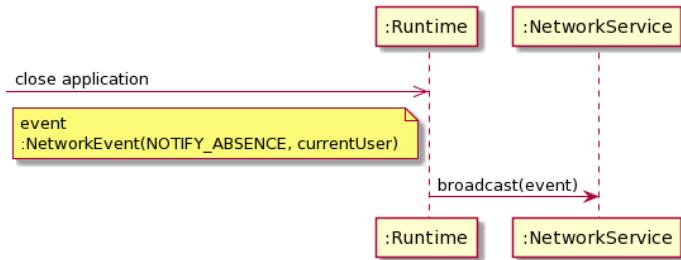 :Runtime
:NetworkService
close application
event
:NetworkEvent(NOTIFY_ABSENCE, currentUser)
broadcast(event)
:Runtime
:NetworkService